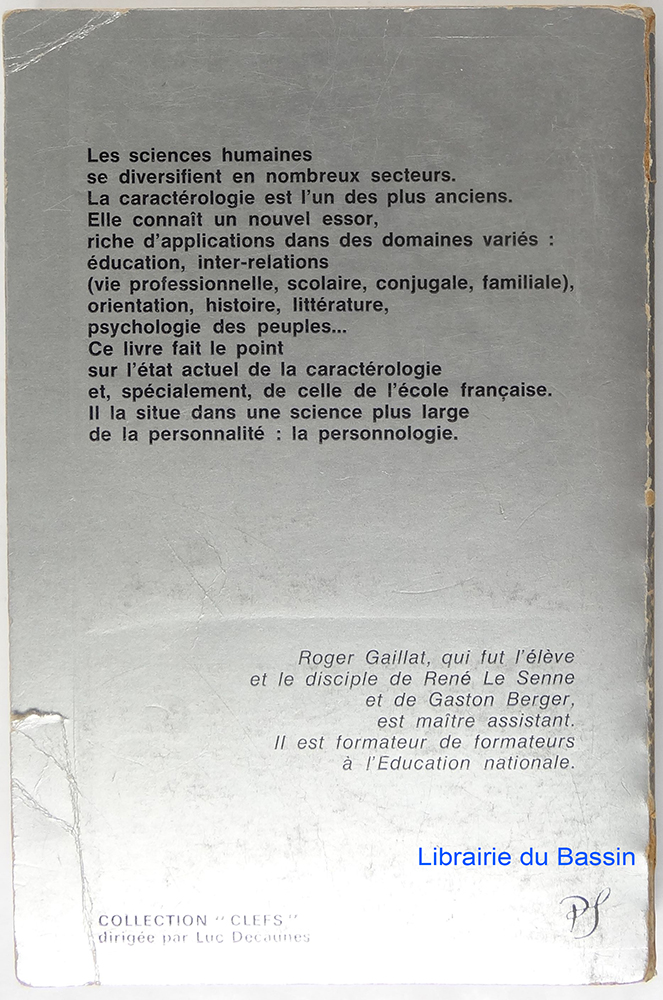 Les sciences humaines
se diversifient en nombreux secteurs.
La caractérologie est l'un des plus anciens.
Elle connaît un nouvel essor,
riche d'applications dans des domaines variés :
éducation, inter-relations
(vie professionnelle, scolaire, conjugale, familiale),
orientation, histoire, littérature,
psychologie des peuples...
Ce livre fait le point
sur l'état actuel de la caractérologie
et, spécialement, de celle de l'école française.
Il la situe dans une science plus large
de la personnalité : la personnologie.
Roger Gaillat, qui fut l'élève
et le disciple de René Le Senne
et de Gaston Berger,
est maître assistant.
Il est formateur de formateurs
à l'Education nationale.
Librairie du Bassin
COLLECTION "CLEFS"
dirigée par Luc Decaunes
PS